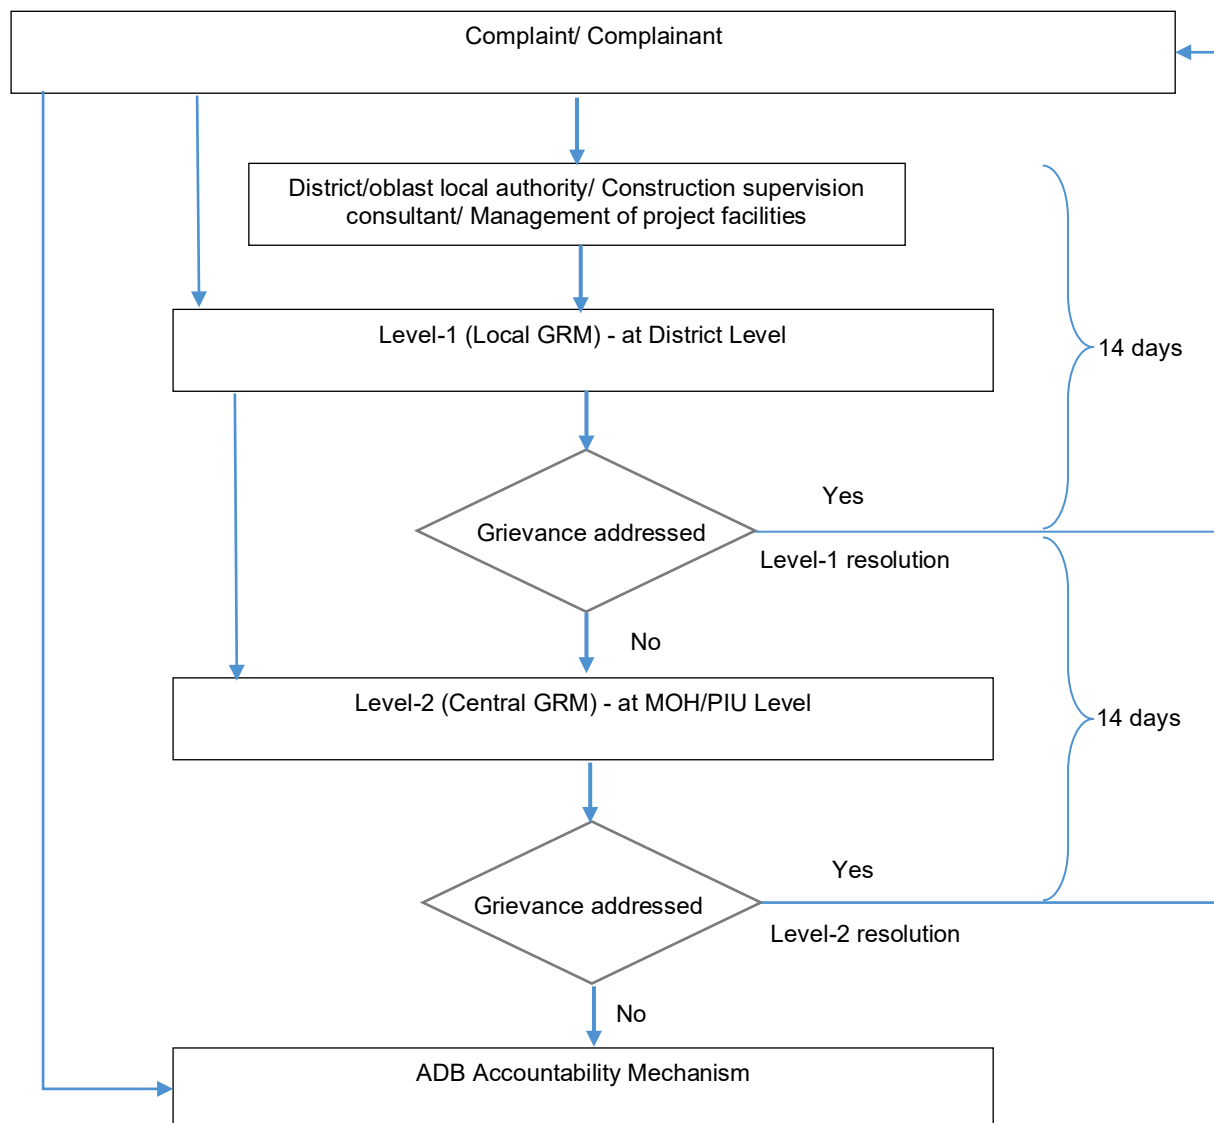 Complaint/ Complainant
District/oblast local authority/ Construction supervision
consultant/ Management of project facilities
Level-1 (Local GRM) - at District Level
14 days
Yes
Grievance addressed
Level-1 resolution
No
Level-2 (Central GRM) - at MOH/PIU Level
14 days
Yes
Grievance addressed
Level-2 resolution
No
ADB Accountability Mechanism